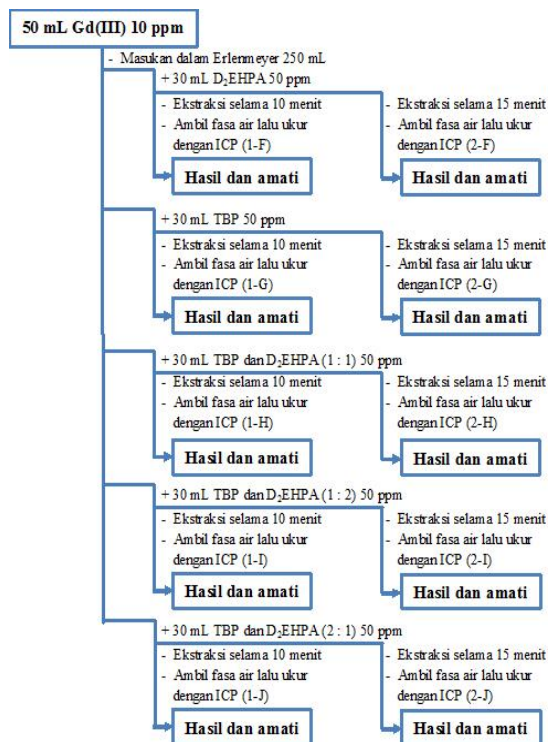 50 mL Gd(III) 10 ppm
- Masukan dalam Erlenmeyer 250 mL
+ 30 mL D₂EHPA 50 ppm
- Ekstraksi selama 10 menit
- Ambil fasa air lalu ukur
dengan ICP (1-F)
Hasil dan amati
- Ekstraksi selama 15 menit
- Ambil fasa air lalu ukur
dengan ICP (2-F)
Hasil dan amati
+ 30 mL TBP 50 ppm
- Ekstraksi selama 10 menit
- Ambil fasa air lalu ukur
dengan ICP (1-G)
Hasil dan amati
- Ekstraksi selama 15 menit
- Ambil fasa air lalu ukur
dengan ICP (2-G)
Hasil dan amati
+ 30 mL TBP dan D₂EHPA (1 : 1) 50 ppm
- Ekstraksi selama 10 menit
- Ambil fasa air lalu ukur
dengan ICP (1-H)
Hasil dan amati
- Ekstraksi selama 15 menit
- Ambil fasa air lalu ukur
dengan ICP (2-H)
Hasil dan amati
+ 30 mL TBP dan D₂EHPA (1 : 2) 50 ppm
- Ekstraksi selama 10 menit
- Ambil fasa air lalu ukur
dengan ICP (1-I)
Hasil dan amati
- Ekstraksi selama 15 menit
- Ambil fasa air lalu ukur
dengan ICP (2-I)
Hasil dan amati
+ 30 mL TBP dan D₂EHPA (2 : 1) 50 ppm
- Ekstraksi selama 10 menit
- Ambil fasa air lalu ukur
dengan ICP (1-J)
Hasil dan amati
- Ekstraksi selama 15 menit
- Ambil fasa air lalu ukur
dengan ICP (2-J)
Hasil dan amati